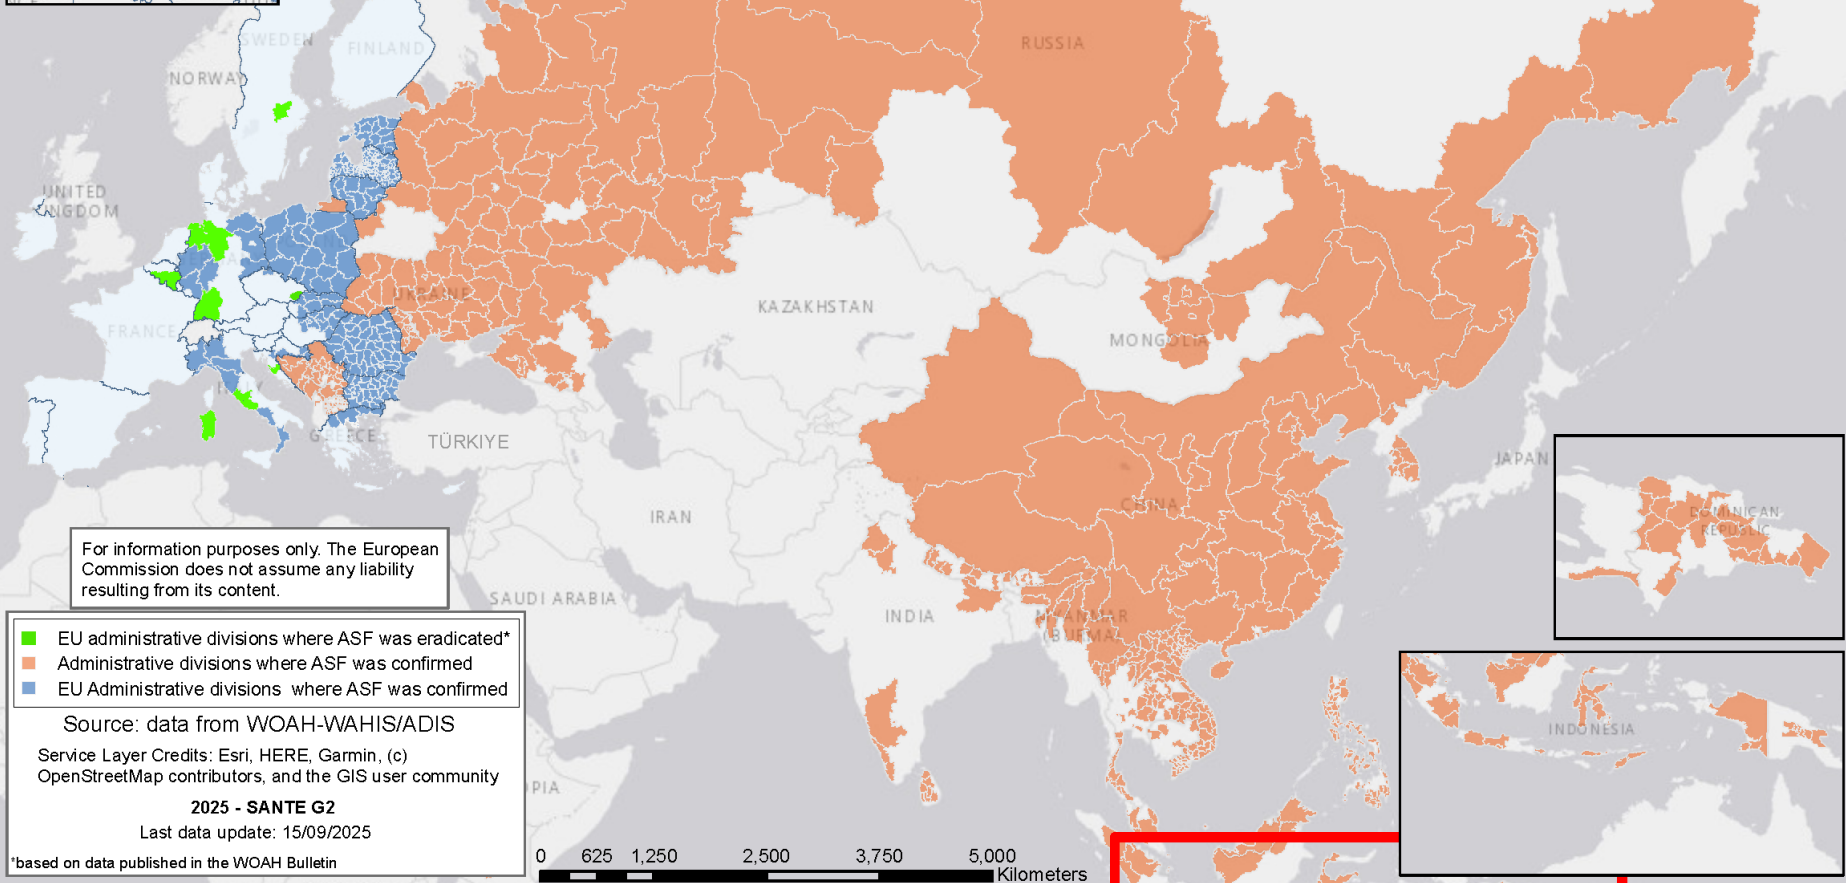 SWEDEN
FINLAND
NORWAY
RUSSIA
UNITED
KINGDOM
UKRAINE
KAZAKHSTAN
MONGOLIA
FRANCE
ITALY
GREECE
TÜRKIYE
JAPAN
IRAN
CHINA
SAUDI ARABIA
INDIA
MYANMAR
(BURMA)
DOMINICAN
REPUBLIC
INDONESIA
OPIA
For information purposes only. The European
Commission does not assume any liability
resulting from its content.
EU administrative divisions where ASF was eradicated*
Administrative divisions where ASF was confirmed
EU Administrative divisions where ASF was confirmed
Source: data from WOAH-WAHIS/ADIS
Service Layer Credits: Esri, HERE, Garmin, (c)
OpenStreetMap contributors, and the GIS user community
2025 - SANTE G2
Last data update: 15/09/2025
*based on data published in the WOAH Bulletin
0 625 1,250 2,500 3,750 5,000
Kilometers